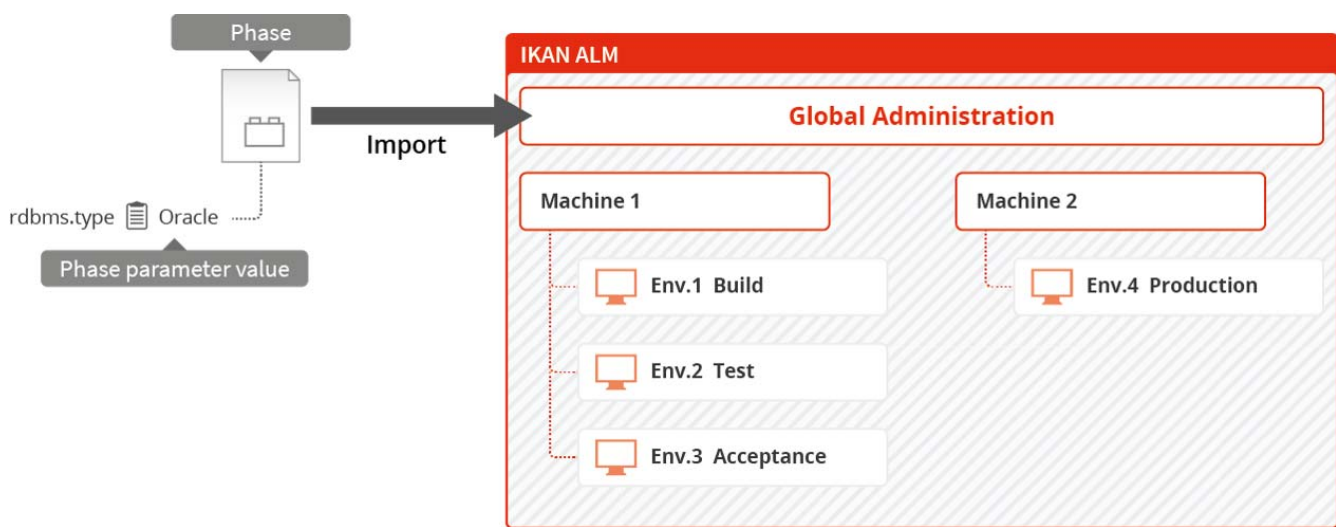 Phase
Import
rdbms.type Oracle
Phase parameter value
IKAN ALM
Global Administration
Machine 1
Env.1 Build
Env.2 Test
Env.3 Acceptance
Machine 2
Env.4 Production